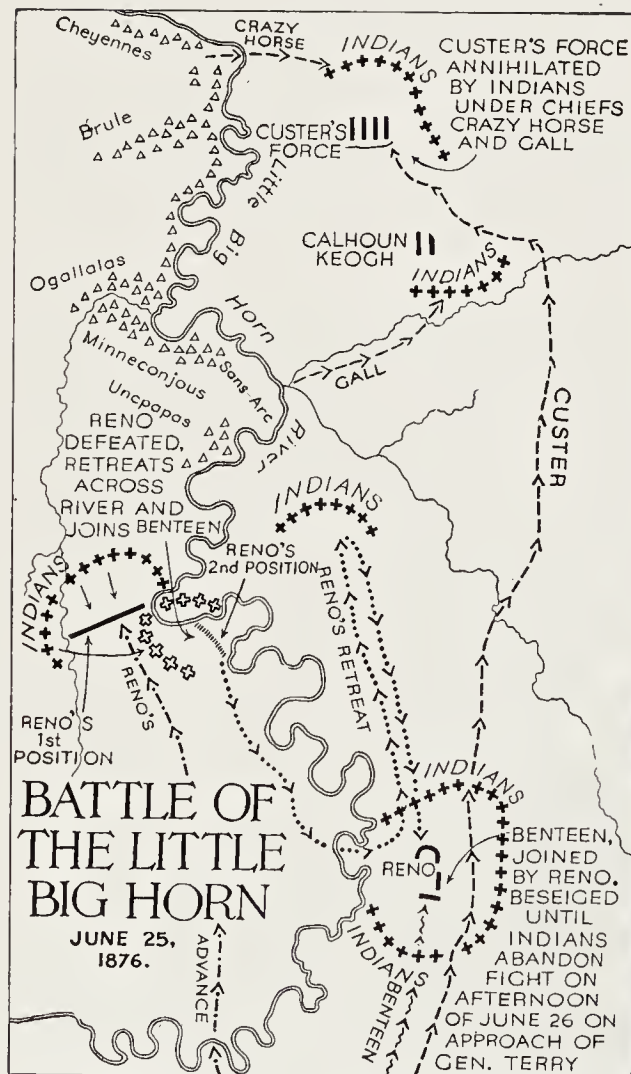 Cheyennes
CRAZY
HORSE
INDIANS
CUSTER'S FORCE
ANNIHILATED
BY INDIANS
UNDER CHIEFS
CRAZY HORSE
AND GALL
Brule
CUSTER'S
FORCE
Little
Big
Horn
River
CALHOUN
KEOGH
INDIANS
Ogallalas
Minneconjous
Sans-Arc
Uncpapas
GALL
CUSTER
RENO
DEFEATED,
RETREATS
ACROSS
RIVER AND
JOINS BENTEEN
INDIANS
RENO'S
2nd POSITION
RENO'S RETREAT
INDIANS
RENO'S
1st
POSITION
RENO'S
ADVANCE
BATTLE OF
THE LITTLE
BIG HORN
JUNE 25,
1876.
INDIANS
RENO
INDIANS
BENTEEN
BENTEEN,
JOINED
BY RENO.
BESEIGED
UNTIL
INDIANS
ABANDON
FIGHT ON
AFTERNOON
OF JUNE 26 ON
APPROACH OF
GEN. TERRY